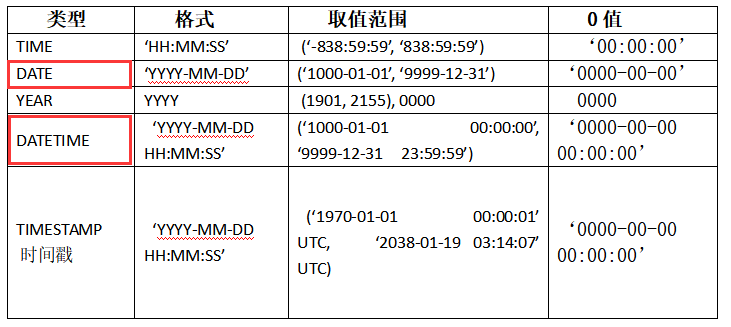 类型 格式 取值范围 0 值
TIME ‘HH:MM:SS’ (‘-838:59:59’, ‘838:59:59’) ‘00:00:00’
DATE ‘YYYY-MM-DD’ (‘1000-01-01’, ‘9999-12-31’) ‘0000-00-00’
YEAR YYYY (1901, 2155), 0000 0000
DATETIME
‘YYYY-MM-DD
HH:MM:SS’
(‘1000-01-01 00:00:00’,
‘9999-12-31 23:59:59’)
‘0000-00-00
00:00:00’
TIMESTAMP
时间戳
‘YYYY-MM-DD
HH:MM:SS’
(‘1970-01-01 00:00:01’
UTC, ‘2038-01-19 03:14:07’
UTC)
‘0000-00-00
00:00:00’